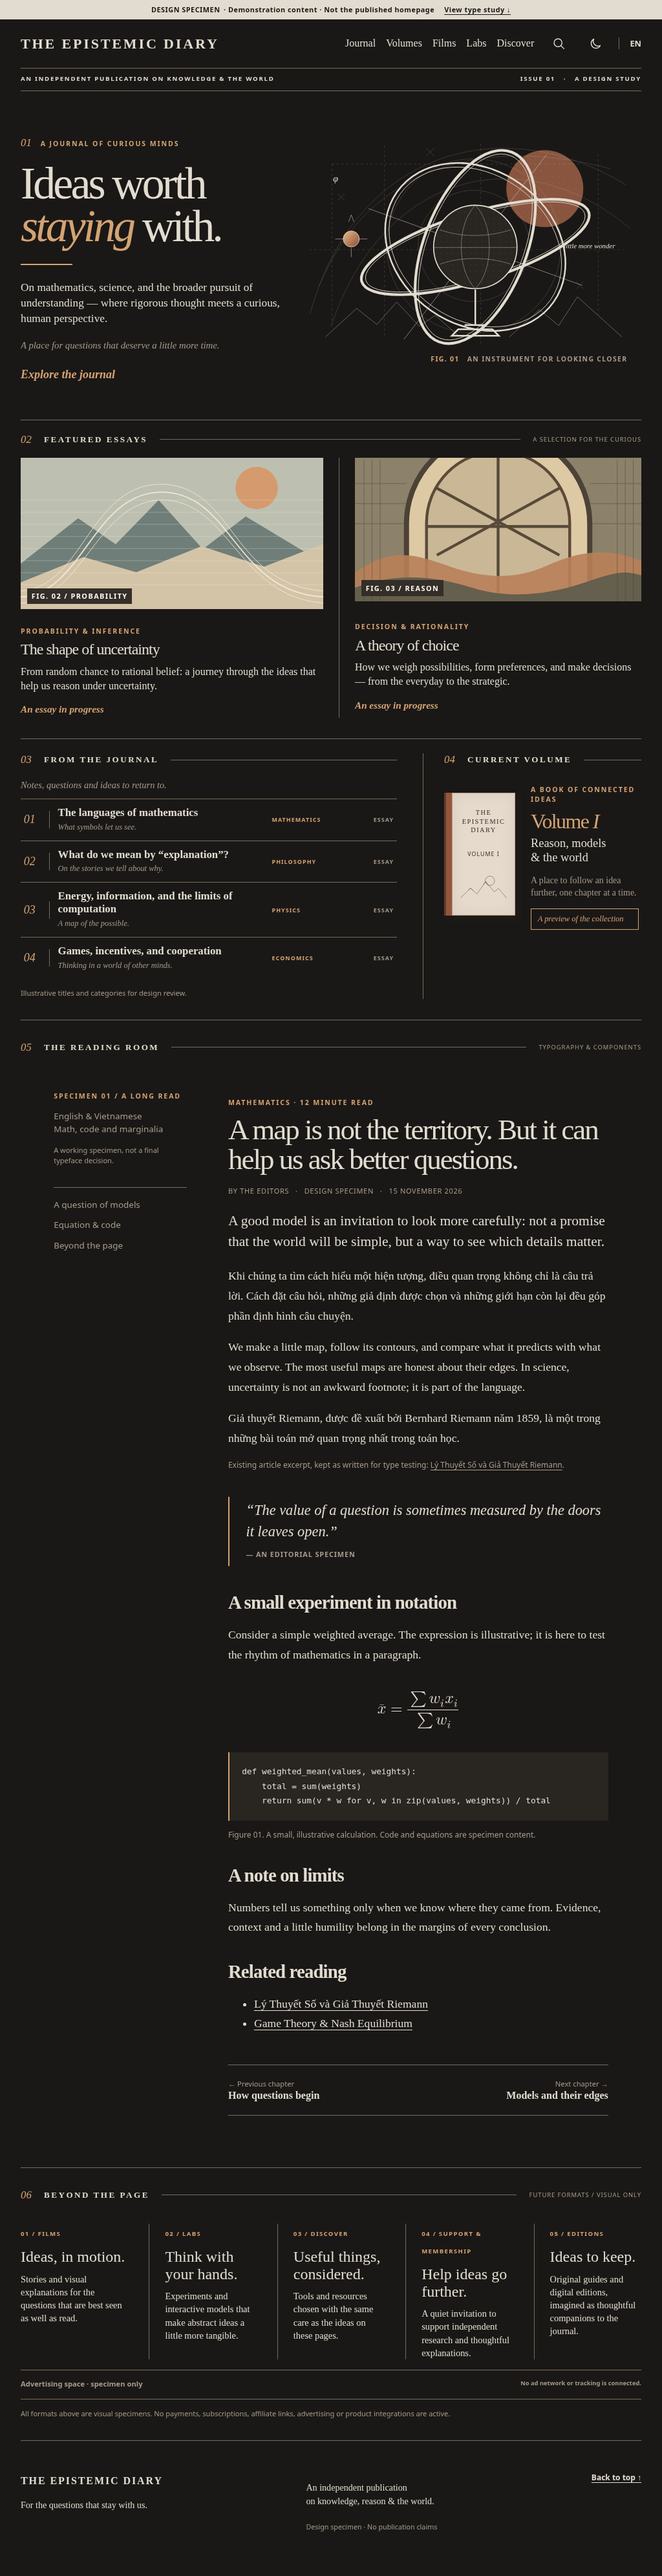 DESIGN SPECIMEN · Demonstration content · Not the published homepage View type study ↓
THE EPISTEMIC DIARY
Journal Volumes Films Labs Discover EN
AN INDEPENDENT PUBLICATION ON KNOWLEDGE & THE WORLD
ISSUE 01 · A DESIGN STUDY
01 A JOURNAL OF CURIOUS MINDS
Ideas worth
staying with.
On mathematics, science, and the broader pursuit of
understanding — where rigorous thought meets a curious,
human perspective.
A place for questions that deserve a little more time.
Explore the journal
φ
little more wonder
FIG. 01 AN INSTRUMENT FOR LOOKING CLOSER
02 FEATURED ESSAYS
A SELECTION FOR THE CURIOUS
FIG. 02 / PROBABILITY
PROBABILITY & INFERENCE
The shape of uncertainty
From random chance to rational belief: a journey through the ideas that
help us reason under uncertainty.
An essay in progress
FIG. 03 / REASON
DECISION & RATIONALITY
A theory of choice
How we weigh possibilities, form preferences, and make decisions
— from the everyday to the strategic.
An essay in progress
03 FROM THE JOURNAL
Notes, questions and ideas to return to.
01 The languages of mathematics MATHEMATICS ESSAY
What symbols let us see.
02 What do we mean by “explanation”? PHILOSOPHY ESSAY
On the stories we tell about why.
03 Energy, information, and the limits of
computation PHYSICS ESSAY
A map of the possible.
04 Games, incentives, and cooperation ECONOMICS ESSAY
Thinking in a world of other minds.
Illustrative titles and categories for design review.
04 CURRENT VOLUME
THE
EPISTEMIC
DIARY
VOLUME I
A BOOK OF CONNECTED
IDEAS
Volume I
Reason, models
& the world
A place to follow an idea
further, one chapter at a time.
A preview of the collection
05 THE READING ROOM
TYPOGRAPHY & COMPONENTS
SPECIMEN 01 / A LONG READ
English & Vietnamese
Math, code and marginalia
A working specimen, not a final
typeface decision.
A question of models
Equation & code
Beyond the page
MATHEMATICS · 12 MINUTE READ
A map is not the territory. But it can
help us ask better questions.
BY THE EDITORS · DESIGN SPECIMEN · 15 NOVEMBER 2026
A good model is an invitation to look more carefully: not a promise
that the world will be simple, but a way to see which details matter.
Khi chúng ta tìm cách hiểu một hiện tượng, điều quan trọng không chỉ là câu trả
lời. Cách đặt câu hỏi, những giả định được chọn và những giới hạn còn lại đều góp
phần định hình câu chuyện.
We make a little map, follow its contours, and compare what it predicts with what
we observe. The most useful maps are honest about their edges. In science,
uncertainty is not an awkward footnote; it is part of the language.
Giả thuyết Riemann, được đề xuất bởi Bernhard Riemann năm 1859, là một trong
những bài toán mở quan trọng nhất trong toán học.
Existing article excerpt, kept as written for type testing: Lý Thuyết Số và Giả Thuyết Riemann.
“The value of a question is sometimes measured by the doors
it leaves open.”
— AN EDITORIAL SPECIMEN
A small experiment in notation
Consider a simple weighted average. The expression is illustrative; it is here to test
the rhythm of mathematics in a paragraph.
x̄ = ∑ wᵢxᵢ / ∑ wᵢ
def weighted_mean(values, weights):
    total = sum(weights)
    return sum(v * w for v, w in zip(values, weights)) / total
Figure 01. A small, illustrative calculation. Code and equations are specimen content.
A note on limits
Numbers tell us something only when we know where they came from. Evidence,
context and a little humility belong in the margins of every conclusion.
Related reading
• Lý Thuyết Số và Giả Thuyết Riemann
• Game Theory & Nash Equilibrium
← Previous chapter
How questions begin
Next chapter →
Models and their edges
06 BEYOND THE PAGE
FUTURE FORMATS / VISUAL ONLY
01 / FILMS
Ideas, in motion.
Stories and visual
explanations for the
questions that are best seen
as well as read.
02 / LABS
Think with
your hands.
Experiments and
interactive models that
make abstract ideas a
little more tangible.
03 / DISCOVER
Useful things,
considered.
Tools and resources
chosen with the same
care as the ideas on
these pages.
04 / SUPPORT &
MEMBERSHIP
Help ideas go
further.
A quiet invitation to
support independent
research and thoughtful
explanations.
05 / EDITIONS
Ideas to keep.
Original guides and
digital editions,
imagined as thoughtful
companions to the
journal.
Advertising space · specimen only
No ad network or tracking is connected.
All formats above are visual specimens. No payments, subscriptions, affiliate links, advertising or product integrations are active.
THE EPISTEMIC DIARY
For the questions that stay with us.
An independent publication
on knowledge, reason & the world.
Design specimen · No publication claims
Back to top ↑